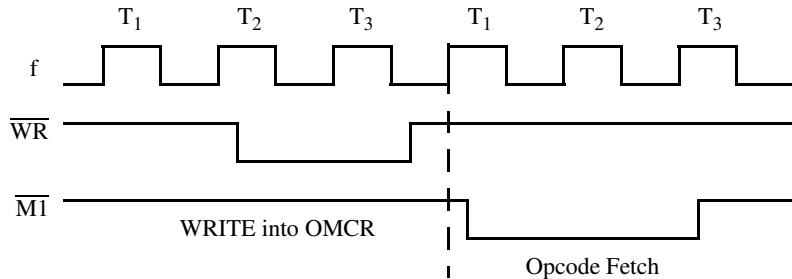 T1 T2 T3 T1 T2 T3
f
WR
M1
WRITE into OMCR
Opcode Fetch